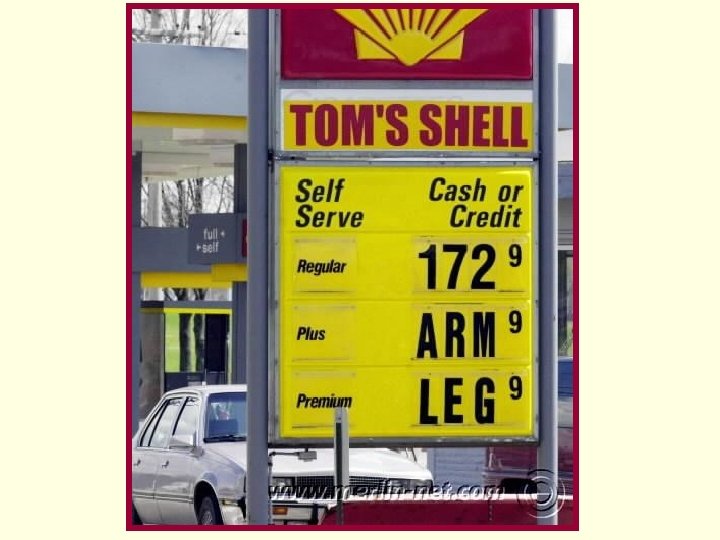 TOM'S SHELL
Self Serve
Cash or Credit
full
self
Regular 172 9
Plus ARM 9
Premium LEG 9
www.merlin-net.com ©